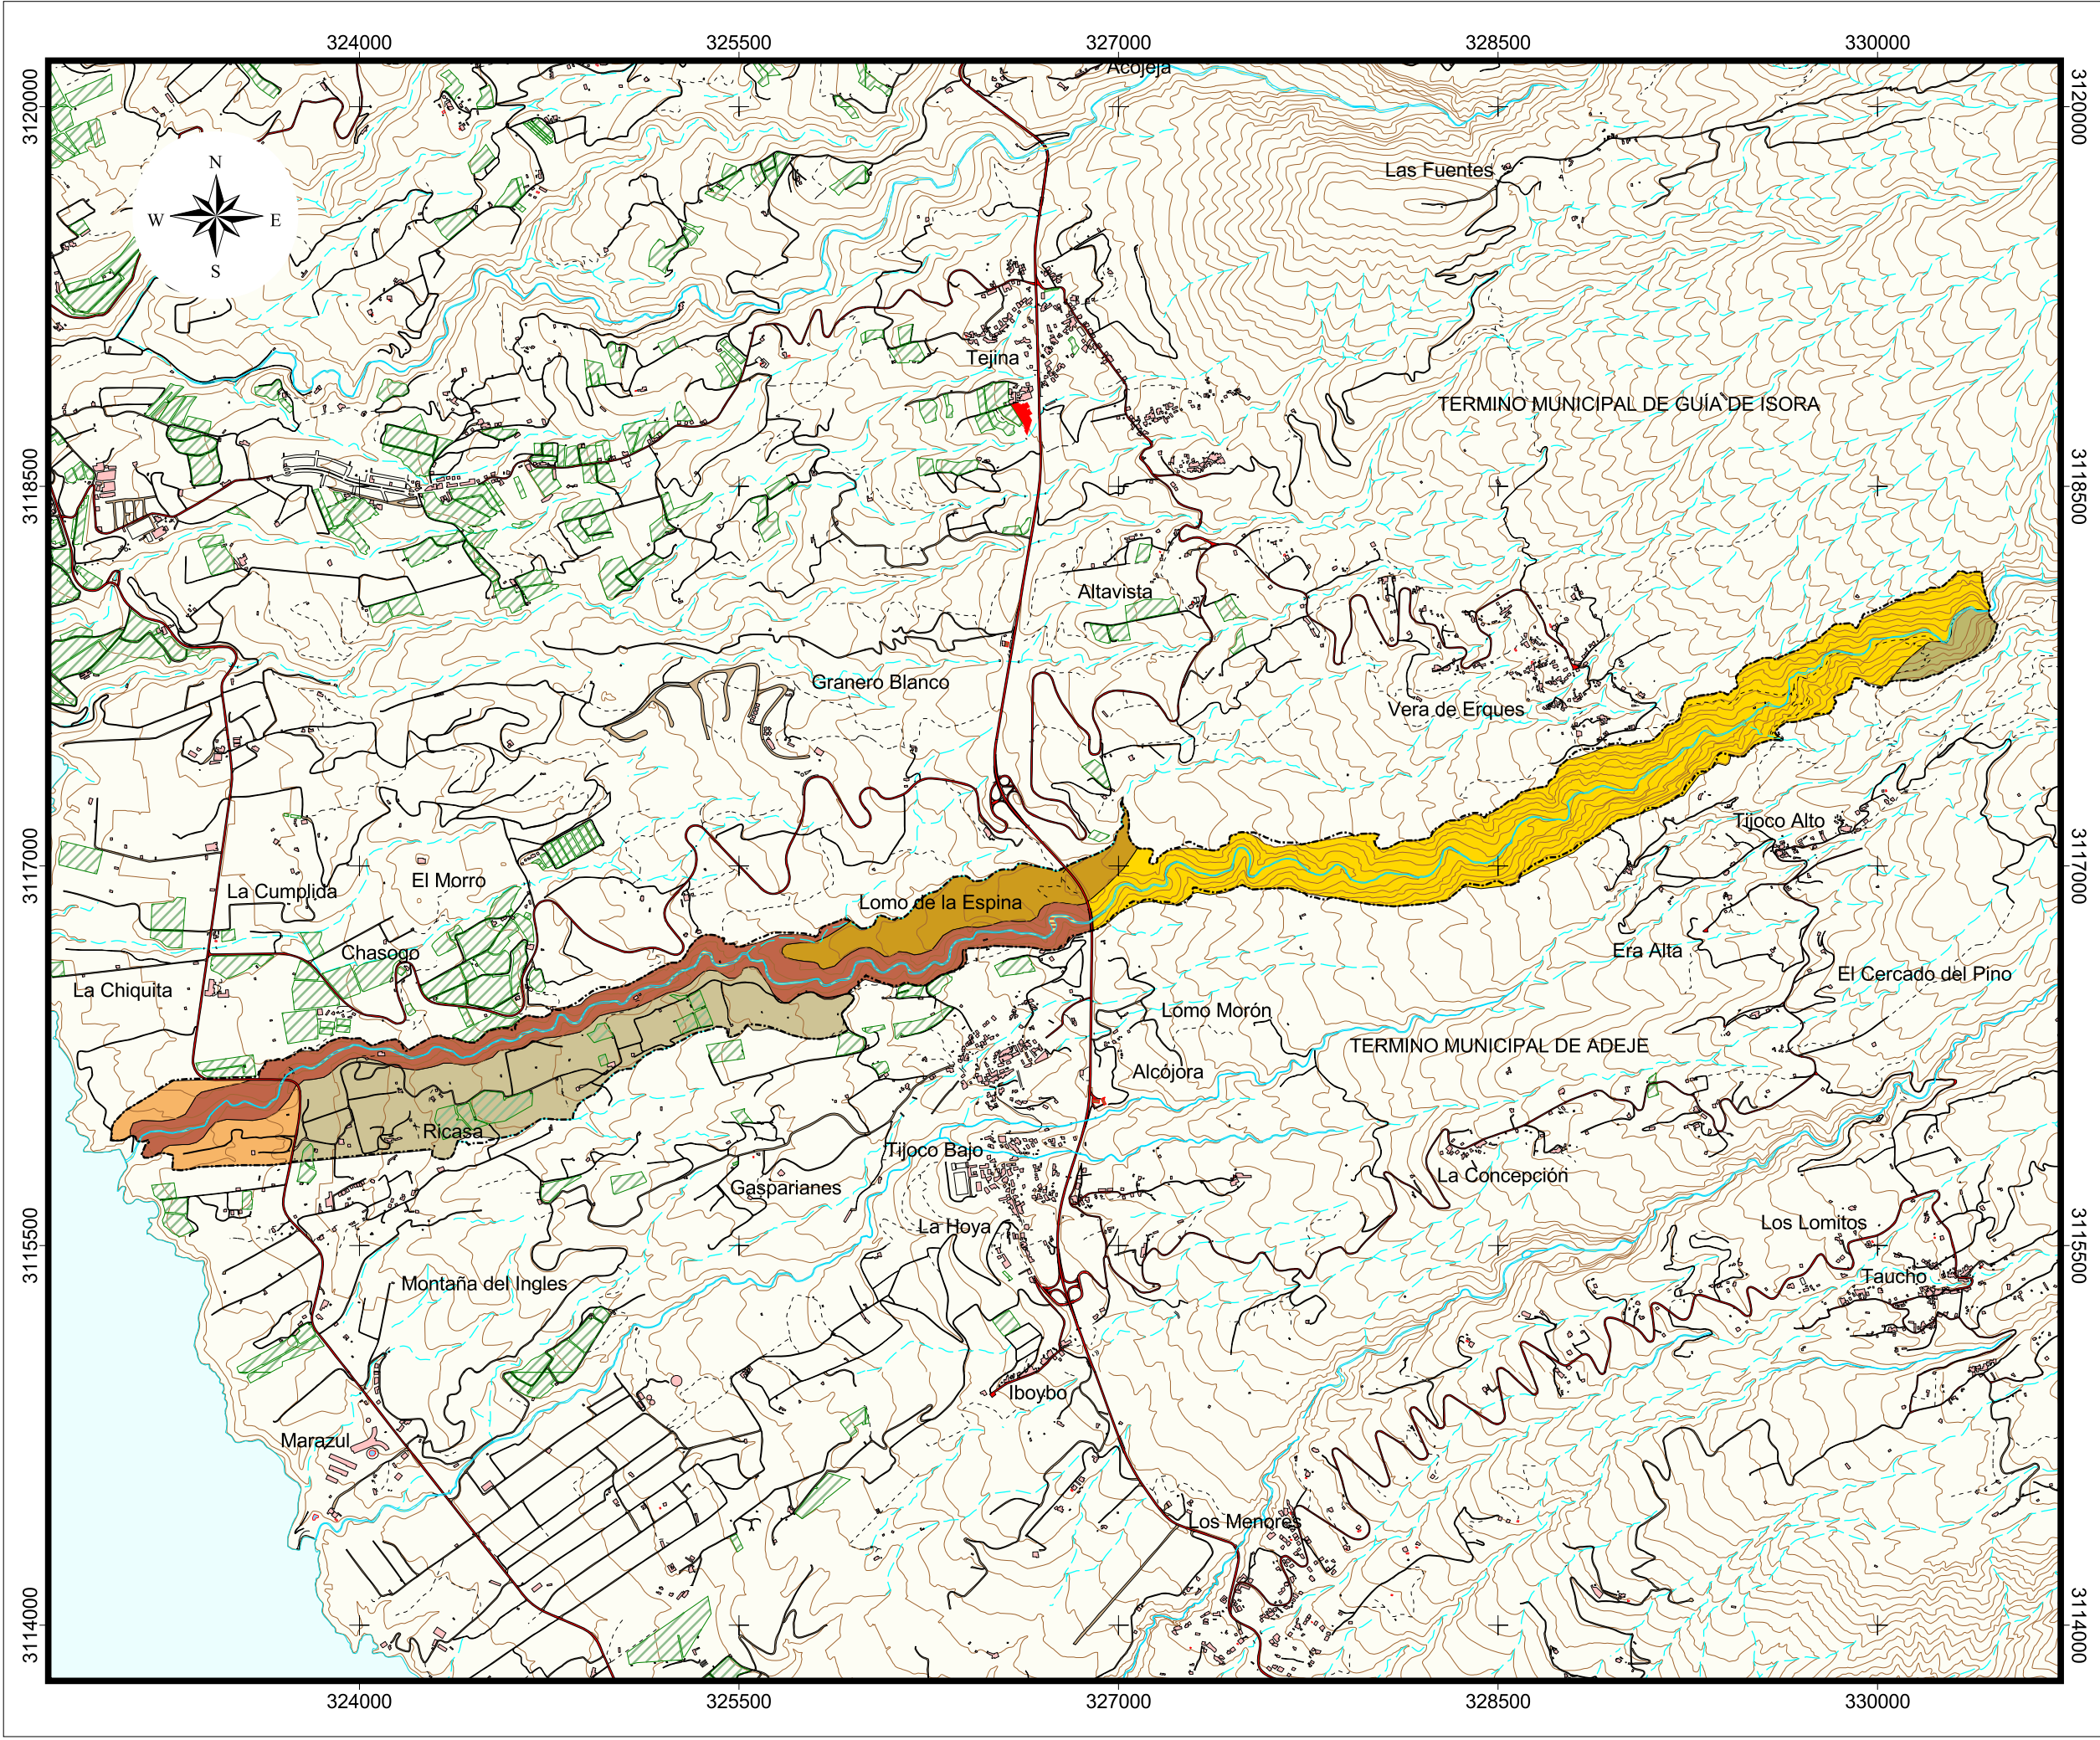 324000 325500 327000 328500 330000
Acojeja
3120000 3120000
Las Fuentes
N
W E
S
Tejina
TERMINO MUNICIPAL DE GUÍA DE ISORA
3118500 3118500
Altavista
Granero Blanco
Vera de Erques
Tijoco Alto
3117000 3117000
El Morro
La Cumplida
Lomo de la Espina
Chasogo
Era Alta
El Cercado del Pino
La Chiquita
Lomo Morón
TERMINO MUNICIPAL DE ADEJE
Alcójora
Ricasa
Tijoco Bajo
La Concepción
Gasparianes
La Hoya
Los Lomitos
3115500 3115500
Montaña del Ingles
Taucho
Iboybo
Marazul
Los Menores
3114000 3114000
324000 325500 327000 328500 330000